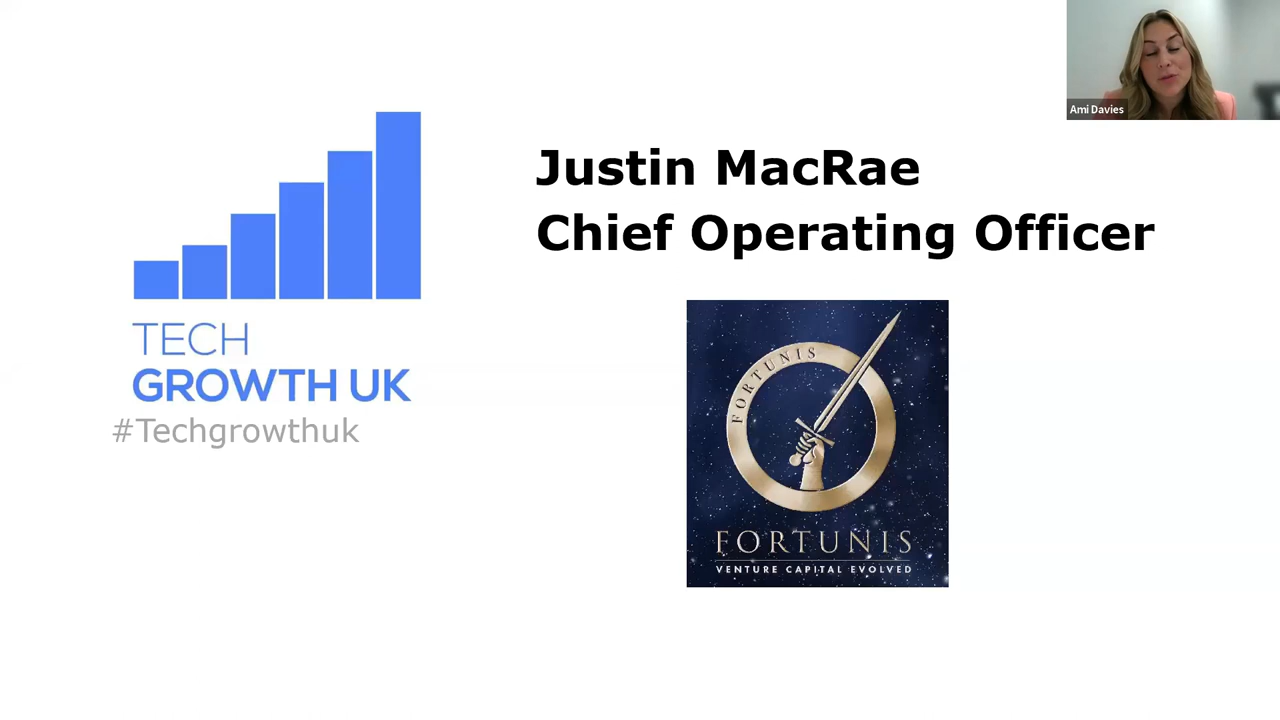 Ami Davies
Justin MacRae
Chief Operating Officer
TECH
GROWTH UK
#Techgrowthuk
FORTUNIS
FORTUNIS
VENTURE CAPITAL EVOLVED